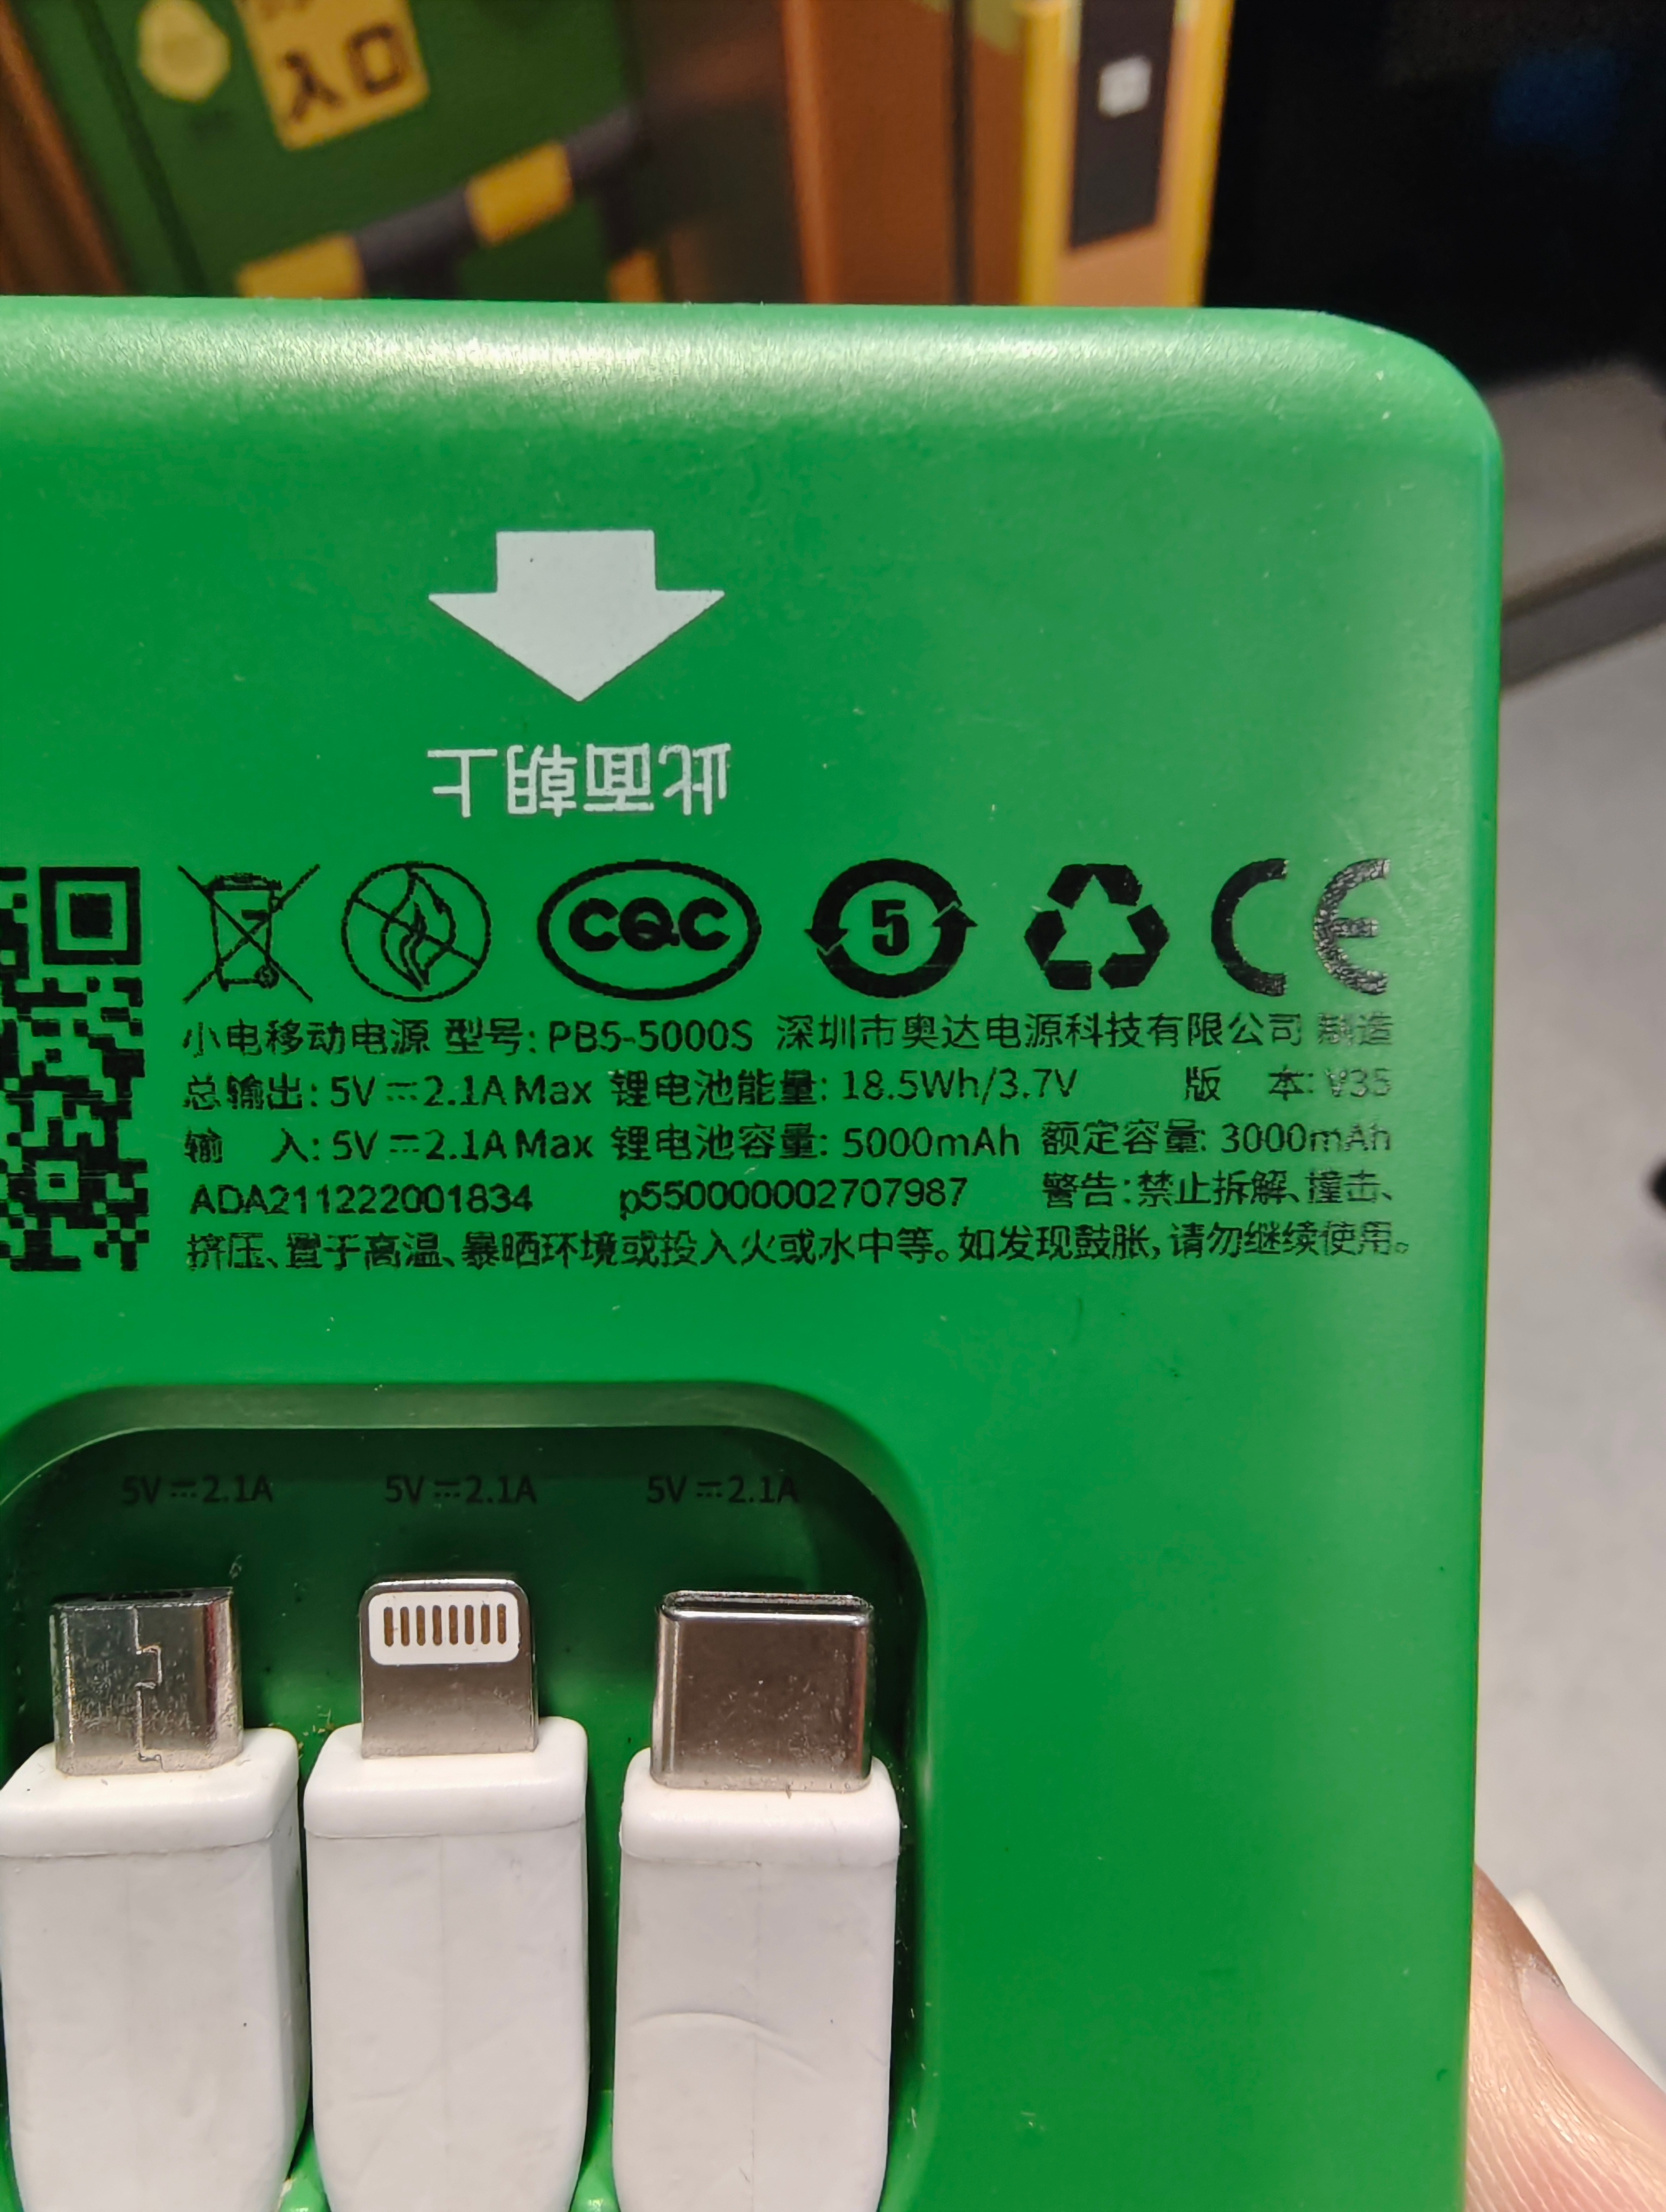 入口
此面朝上
CQC 5 CE
小电移动电源 型号: PB5-5000S 深圳市奥达电源科技有限公司 制造
总输出: 5V⎓2.1A Max 锂电池能量: 18.5Wh/3.7V 版 本: V35
输 入: 5V⎓2.1A Max 锂电池容量: 5000mAh 额定容量: 3000mAh
ADA211222001834 p550000002707987 警告:禁止拆解、撞击、
挤压、置于高温、暴晒环境或投入火或水中等。如发现鼓胀,请勿继续使用。
5V⎓2.1A 5V⎓2.1A 5V⎓2.1A